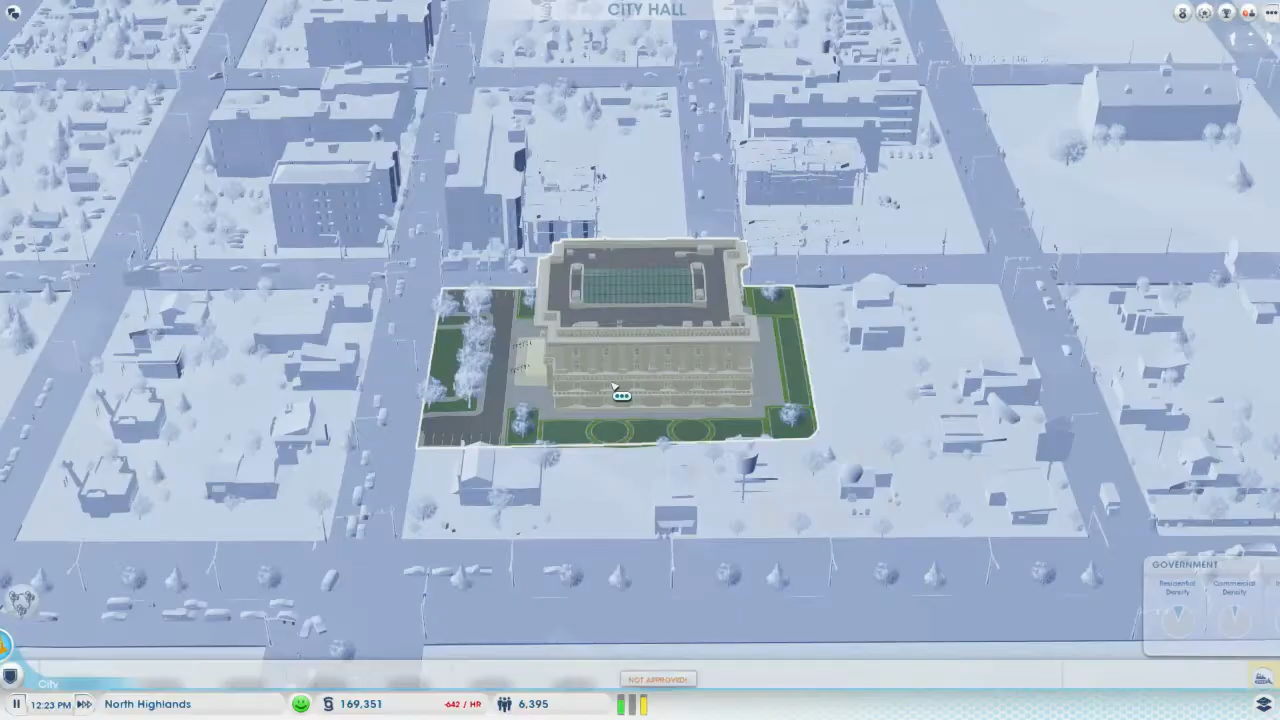 CITY HALL
GOVERNMENT
Residential Density
Commercial Density
City
NOT APPROVED!
12:23 PM
North Highlands
169,351
-642 / HR
6,395